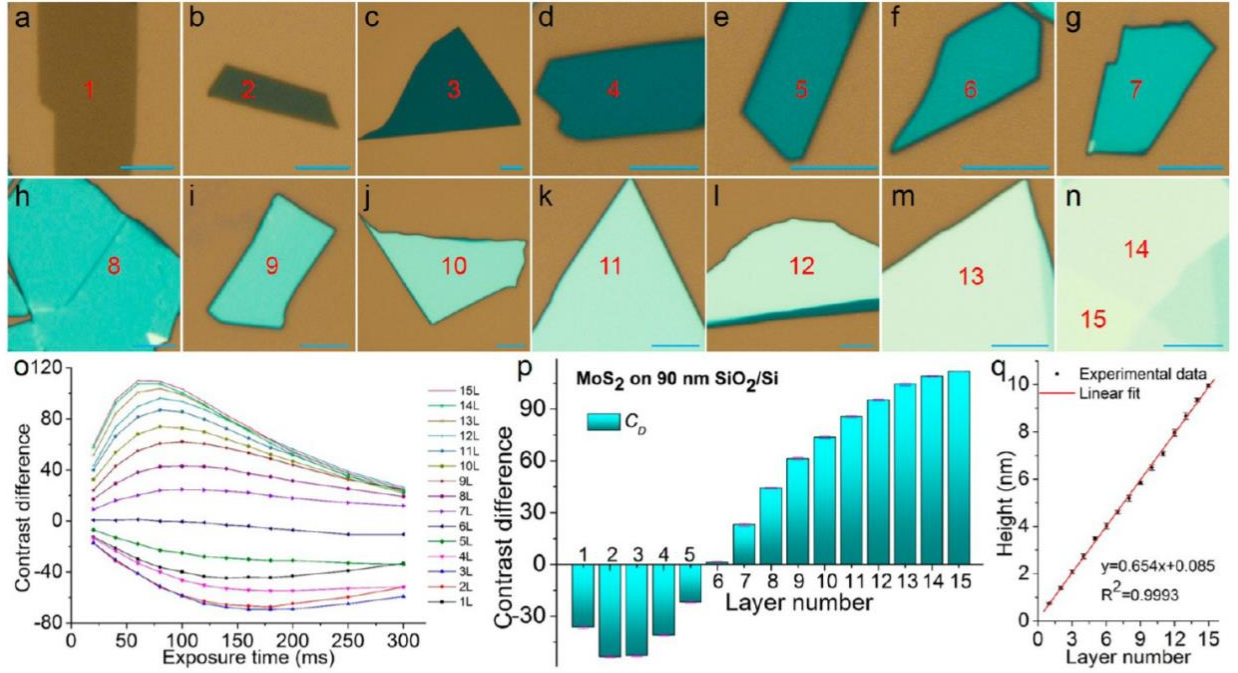 a b c d e f g
1 2 3 4 5 6 7
h i j k l m n
8 9 10 11 12 13 14
15
o
120
80
40
0
-40
-80
Contrast difference
0 50 100 150 200 250 300
Exposure time (ms)
15L
14L
13L
12L
11L
10L
9L
8L
7L
6L
5L
4L
3L
2L
1L
p
MoS2 on 90 nm SiO2/Si
CD
90
60
30
0
-30
Contrast difference
1 2 3 4 5
6 7 8 9 10 11 12 13 14 15
Layer number
q
Experimental data
Linear fit
10
8
6
4
2
0
Height (nm)
y=0.654x+0.085
R2=0.9993
0 3 6 9 12 15
Layer number